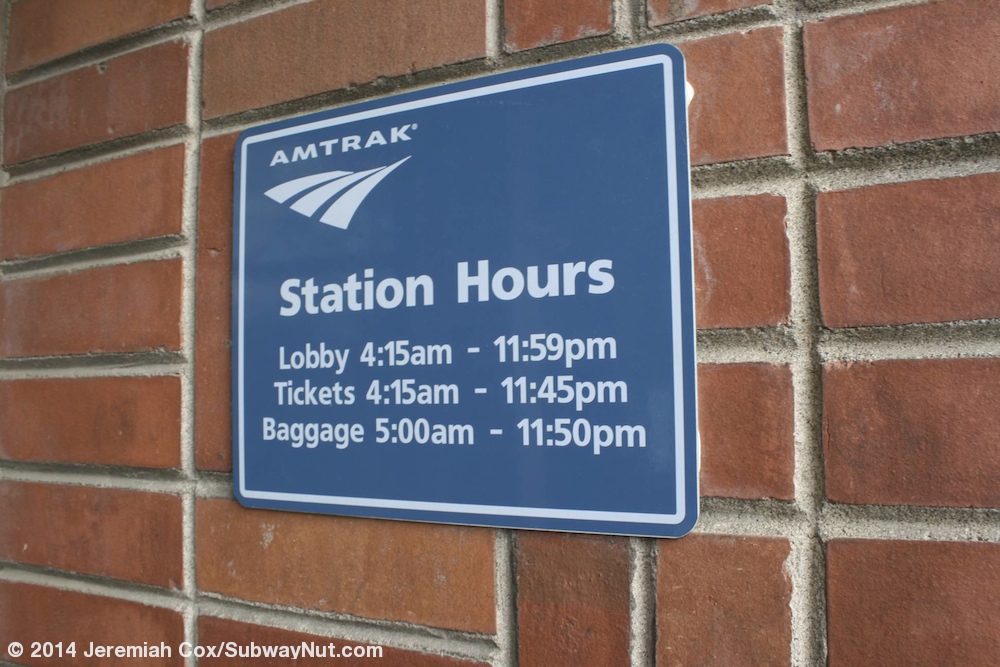 AMTRAK®
Station Hours
Lobby 4:15am - 11:59pm
Tickets 4:15am - 11:45pm
Baggage 5:00am - 11:50pm
© 2014 Jeremiah Cox/SubwayNut.com